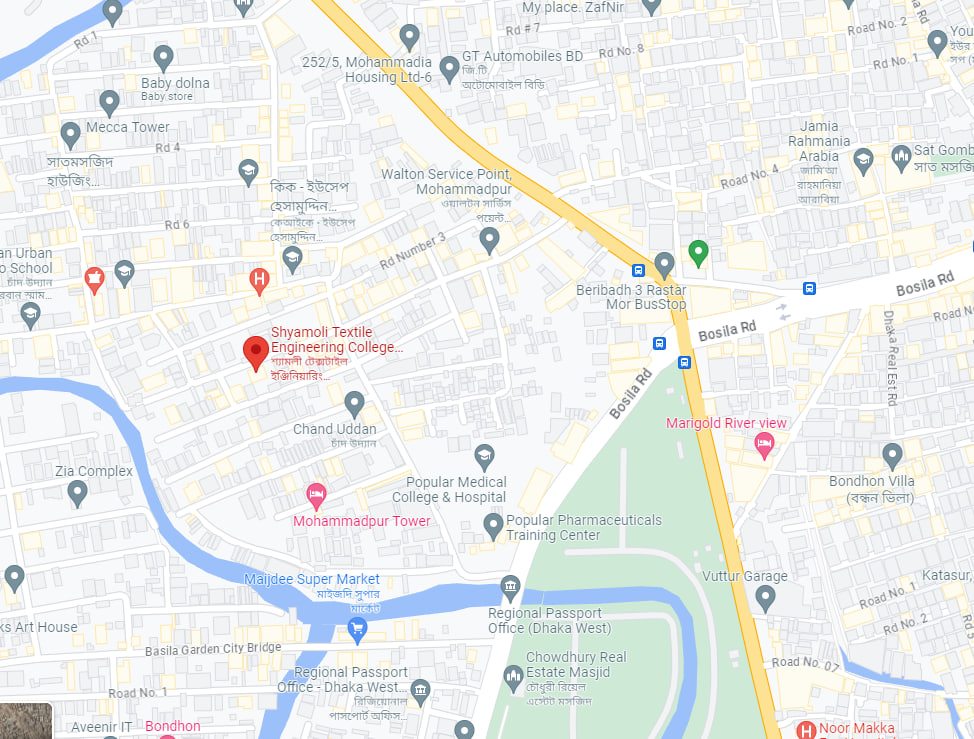 My place. ZafNir
Rd # 7
Road No. 2
Rd 1
Rd No. 8
252/5, Mohammadia
Housing Ltd-6
GT Automobiles BD
জি.টি
অটোমোবাইল বিডি
Road No. 1
Baby dolna
Baby store
Mecca Tower
Rd 4
সাতমসজিদ
হাউজিং...
Jamia
Rahmania
Arabia
জামিআ
রাহমানিয়া
আরাবিয়া
Sat Gomb
সাত মসজি
Walton Service Point,
Mohammadpur
ওয়ালটন সার্ভিস
পয়েন্ট...
Road No. 4
কিক - ইউসেপ
হেসামুদ্দিন...
কেআইকে - ইউসেপ
হেসামুদ্দিন...
Rd 6
Rd Number 3
an Urban
o School
চাঁদ উদ্যান
Beribadh 3 Rastar
Mor BusStop
Bosila Rd
Bosila Rd
Bosila Rd
Dhaka Real Est Rd
Shyamoli Textile
Engineering College...
শ্যামলী টেক্সটাইল
ইঞ্জিনিয়ারিং...
Chand Uddan
চাঁদ উদ্যান
Marigold River view
Zia Complex
Popular Medical
College & Hospital
Bondhon Villa
(বন্ধন ভিলা)
Mohammadpur Tower
Popular Pharmaceuticals
Training Center
Maijdee Super Market
মাইজদি সুপার
মার্কেট
Vuttur Garage
Katasur,
Road No. 1
Rd No. 2
Rd 5
Regional Passport
Office (Dhaka West)
ks Art House
Basila Garden City Bridge
Chowdhury Real
Estate Masjid
চৌধুরী রিয়েল
এস্টেট মসজিদ
Road No. 07
Regional Passport
Office - Dhaka West...
রিজিয়োনাল
পাসপোর্ট অফিস...
Road No. 1
Aveenir IT
Bondhon
Noor Makka